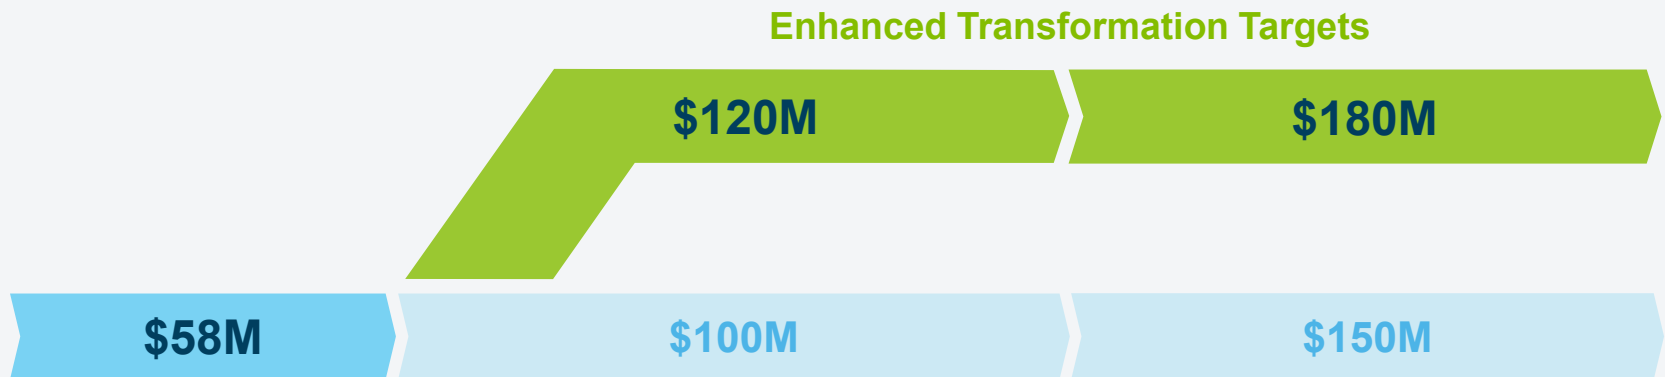 Enhanced Transformation Targets
$120M
$180M
$58M
$100M
$150M